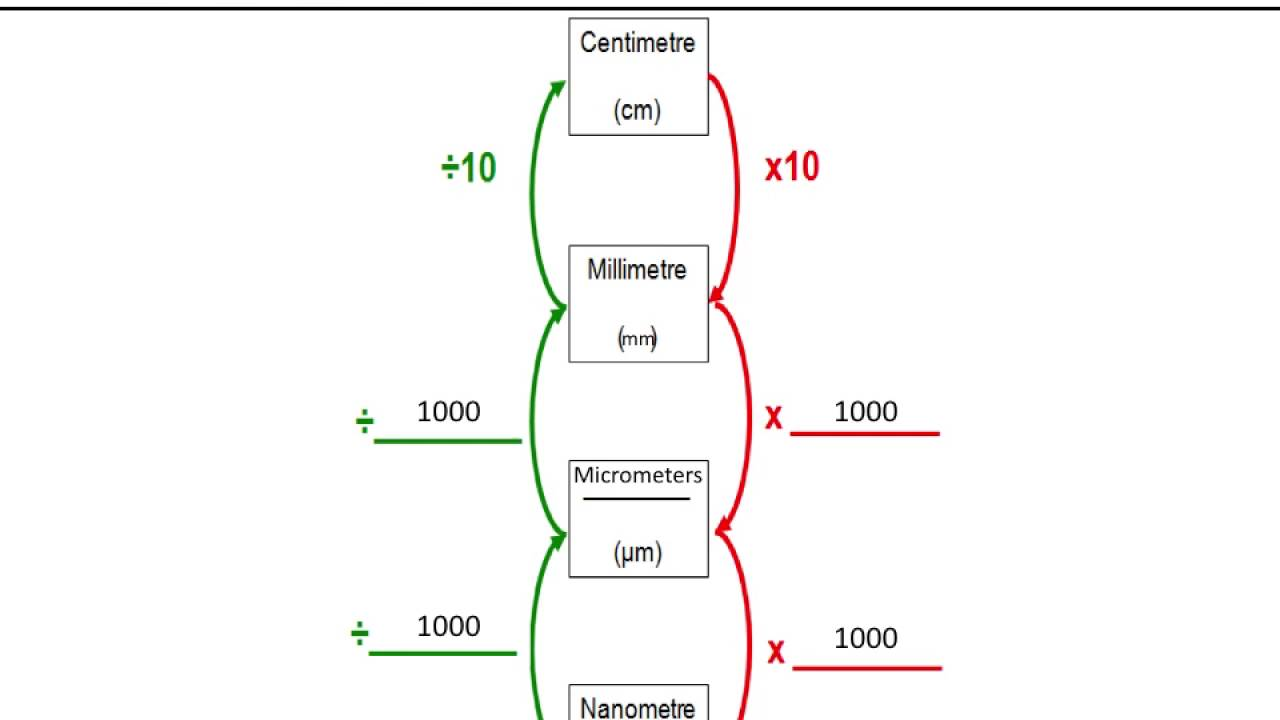 Centimetre
(cm)
÷10
x10
Millimetre
(mm)
÷ 1000
x 1000
Micrometers
(µm)
÷ 1000
x 1000
Nanometre